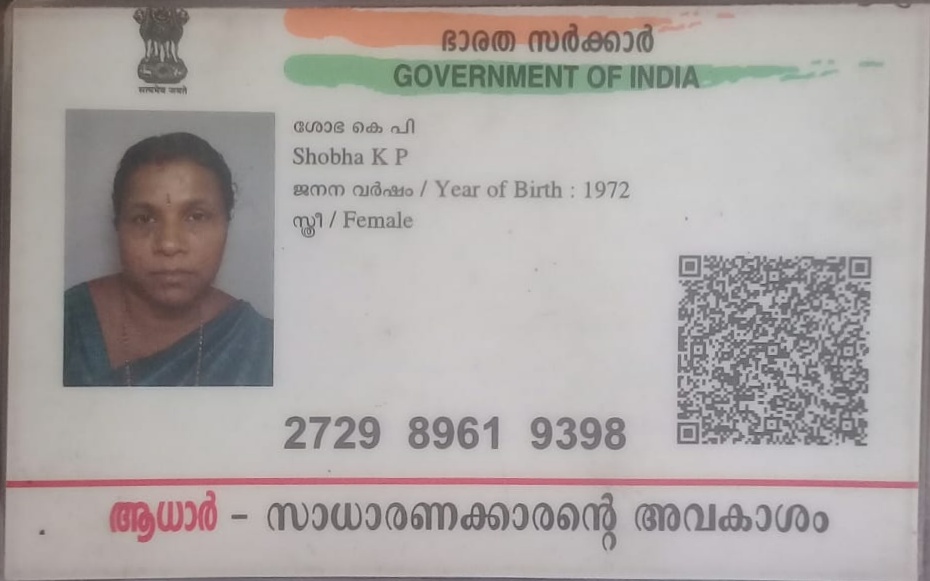 सत्यमेव जयते
ഭാരത സർക്കാർ
GOVERNMENT OF INDIA
ശോഭ കെ പി
Shobha K P
ജനന വർഷം / Year of Birth : 1972
സ്ത്രീ / Female
2729 8961 9398
ആധാർ - സാധാരണക്കാരന്റെ അവകാശം